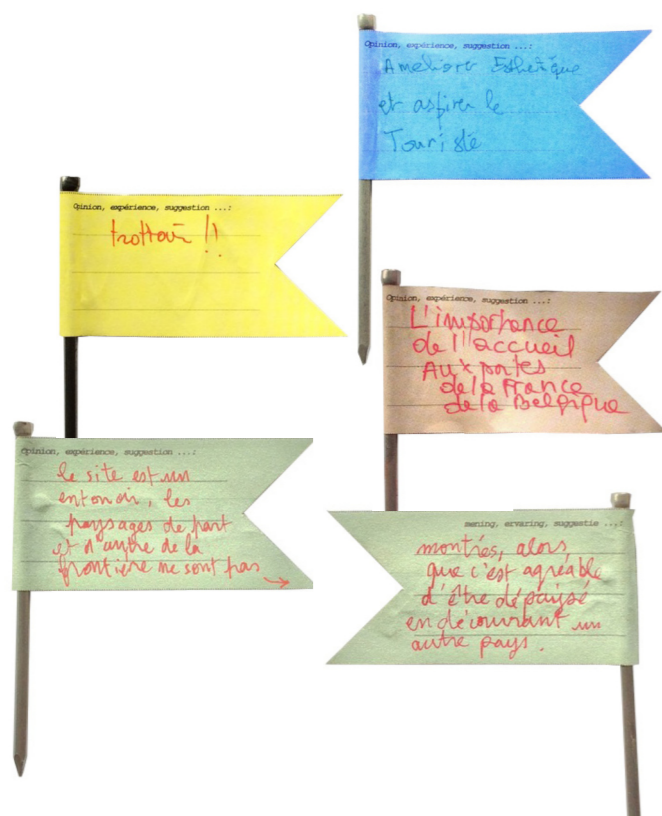 Opinion, expérience, suggestion ...:
Améliorer Esthétique
et aspirer le
Touriste
Opinion, expérience, suggestion ...:
trottoir !!
Opinion, expérience, suggestion ...:
L'importance
de l'accueil
Aux portes
de la France
de la Belgique
Opinion, expérience, suggestion ...:
le site est un
entonnoir, les
paysages de part
et d'autre de la
frontière ne sont pas →
mening, ervaring, suggestie ...:
montrés, alors
que c'est agréable
d'être dépaysé
en découvrant un
autre pays.